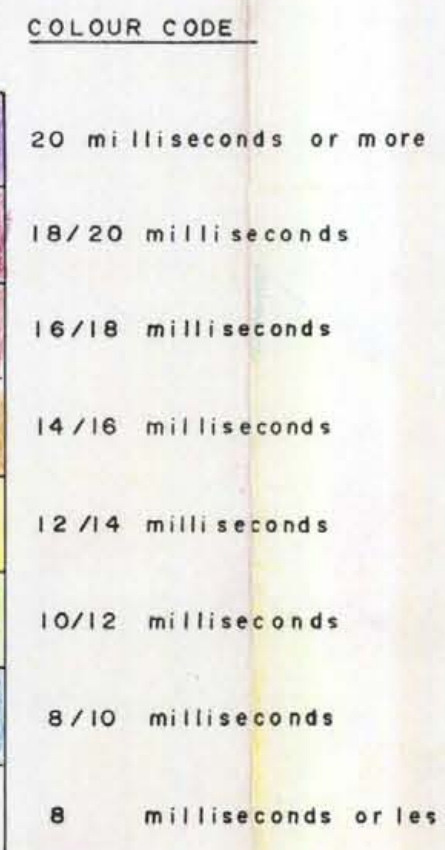 COLOUR CODE
20 milliseconds or more
18/20 milliseconds
16/18 milliseconds
14/16 milliseconds
12/14 milliseconds
10/12 milliseconds
8/10 milliseconds
8 milliseconds or les